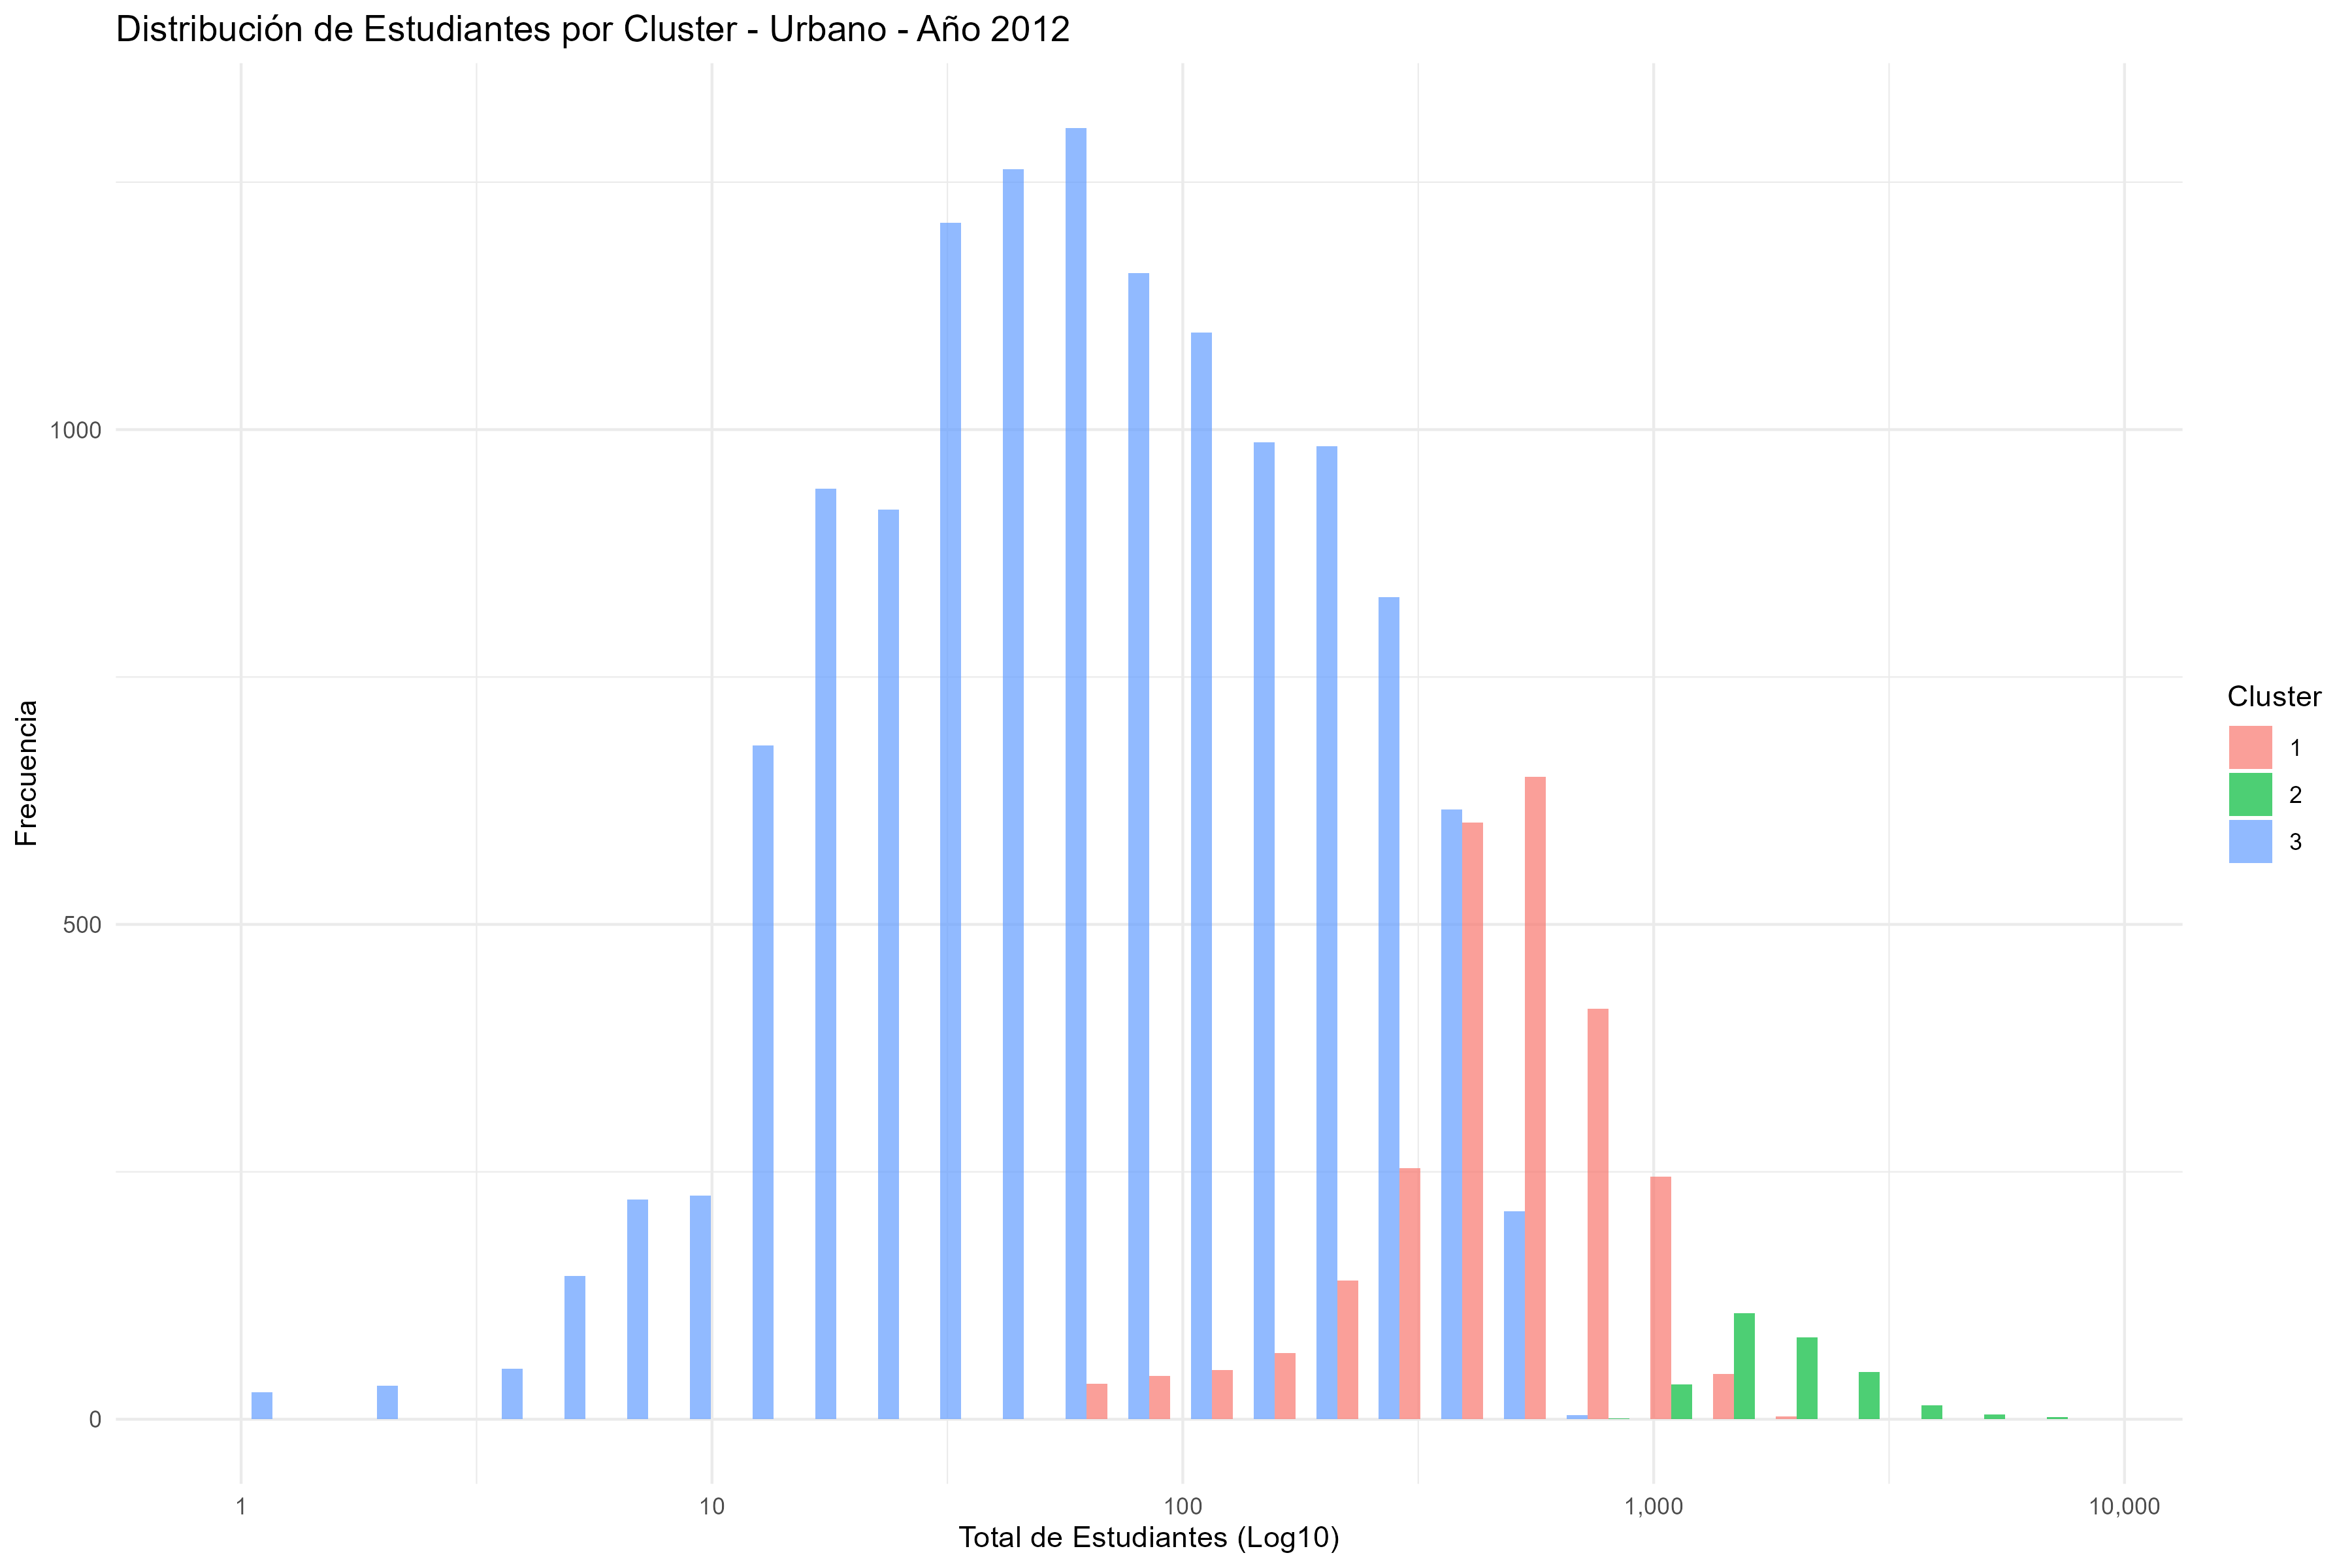 Distribución de Estudiantes por Cluster - Urbano - Año 2012
Frecuencia
1000
500
0
1
10
100
1,000
10,000
Total de Estudiantes (Log10)
Cluster
1
2
3